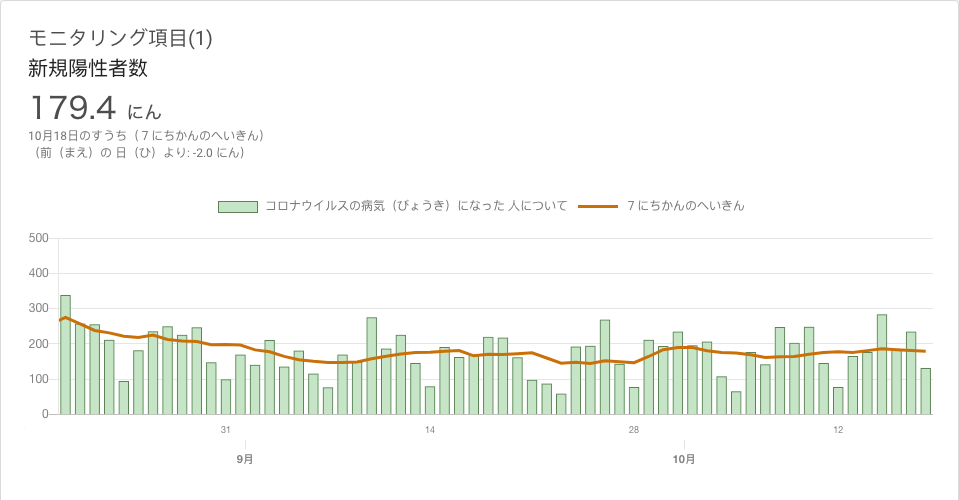 モニタリング項目(1)
新規陽性者数
179.4 にん
10月18日のすうち（７にちかんのへいきん）
（前（まえ）の 日（ひ）より: -2.0 にん）
コロナウイルスの病気（びょうき）になった 人について　７にちかんのへいきん
500
400
300
200
100
0
31 14 28 12
9月 10月